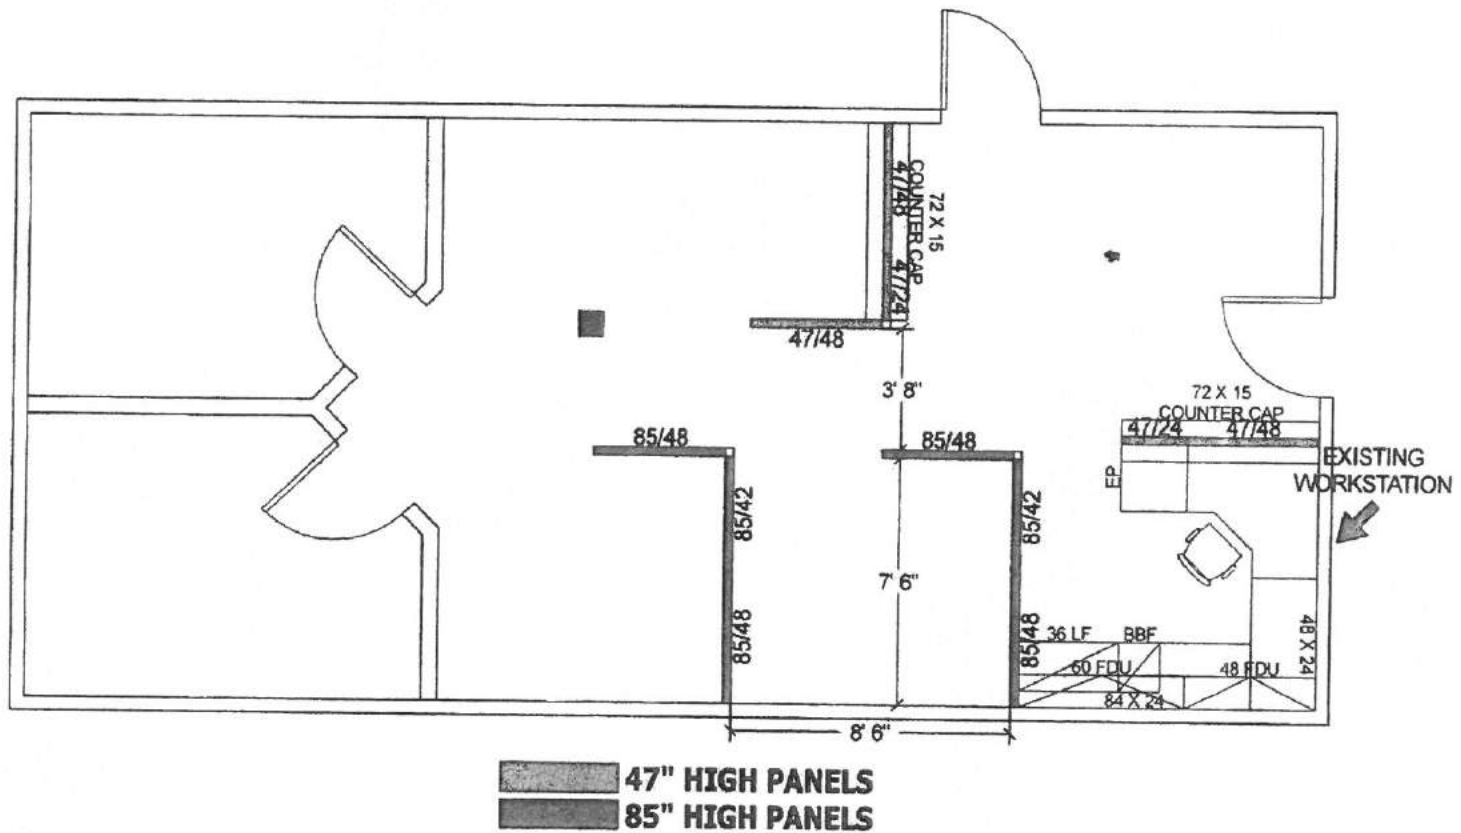 72 X 15
COUNTER CAP
47/48
47/24
47/48
3' 8"
72 X 15
COUNTER CAP
47/24
47/48
85/48
85/48
EXISTING
WORKSTATION
EP
85/42
85/42
7' 6"
85/48
85/48
36 LF
BBF
48 X 24
60 FDU
48 FDU
84 X 24
8' 6"
47" HIGH PANELS
85" HIGH PANELS